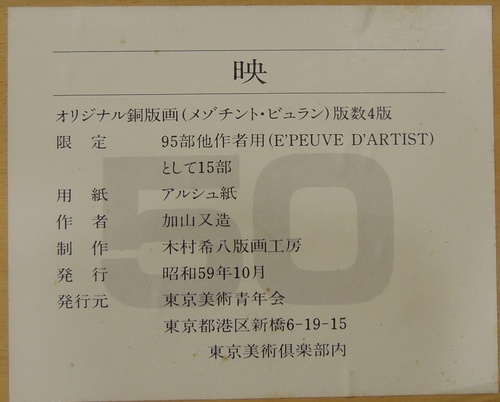 映
オリジナル銅版画(メゾチント・ビュラン)版数4版
限定 95部他作者用(E'PEUVE D'ARTIST)
として15部
用紙 アルシュ紙
作者 加山又造
制作 木村希八版画工房
発行 昭和59年10月
発行元 東京美術青年会
東京都港区新橋6-19-15
東京美術倶楽部内
50